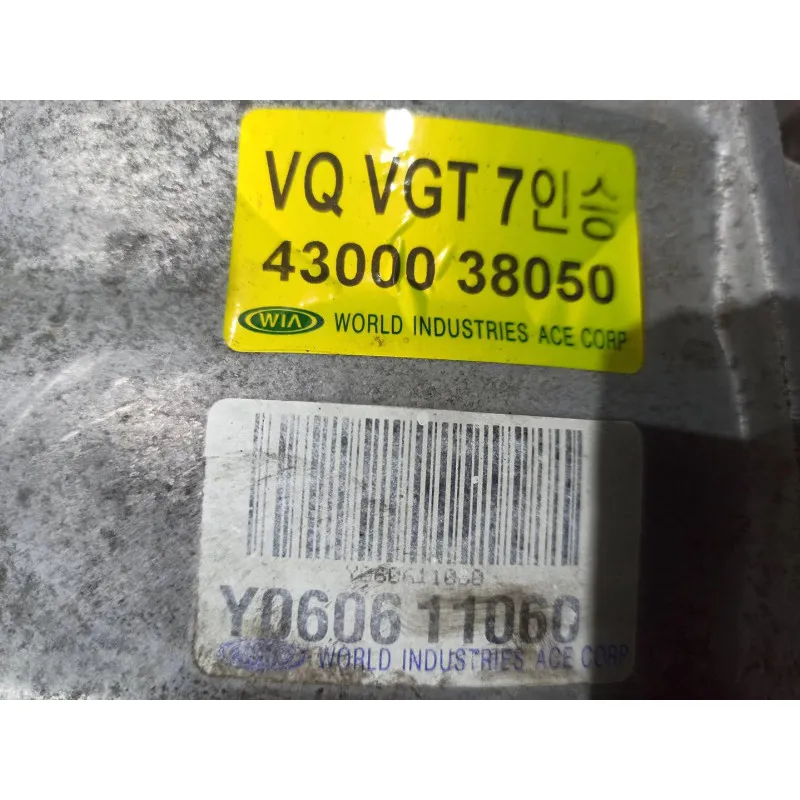 VQ VGT 7인승
43000 38050
WIA WORLD INDUSTRIES ACE CORP
Y060611060
Y0606 11060
WORLD INDUSTRIES ACE CORP